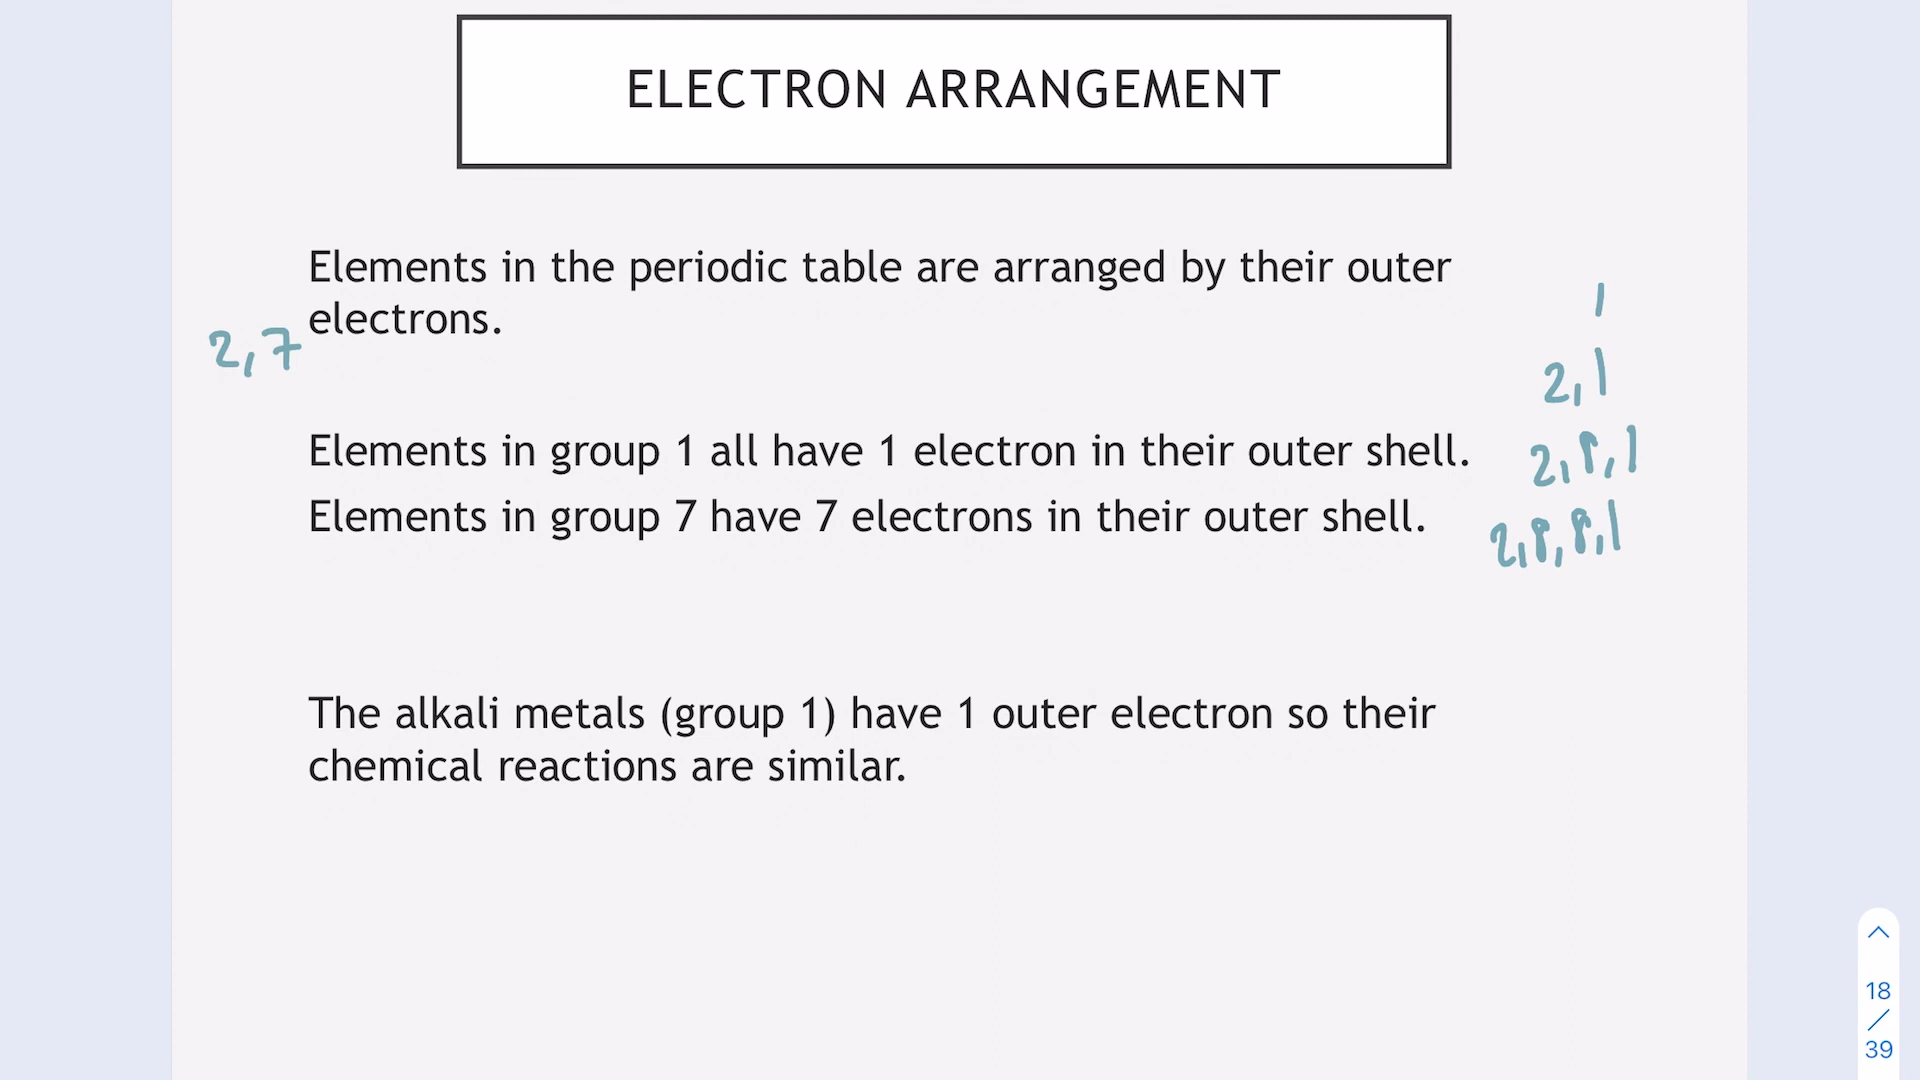 ELECTRON ARRANGEMENT
Elements in the periodic table are arranged by their outer
electrons.
2,7
1
2,1
Elements in group 1 all have 1 electron in their outer shell.
2,8,1
Elements in group 7 have 7 electrons in their outer shell.
2,8,8,1
The alkali metals (group 1) have 1 outer electron so their
chemical reactions are similar.
18
/
39